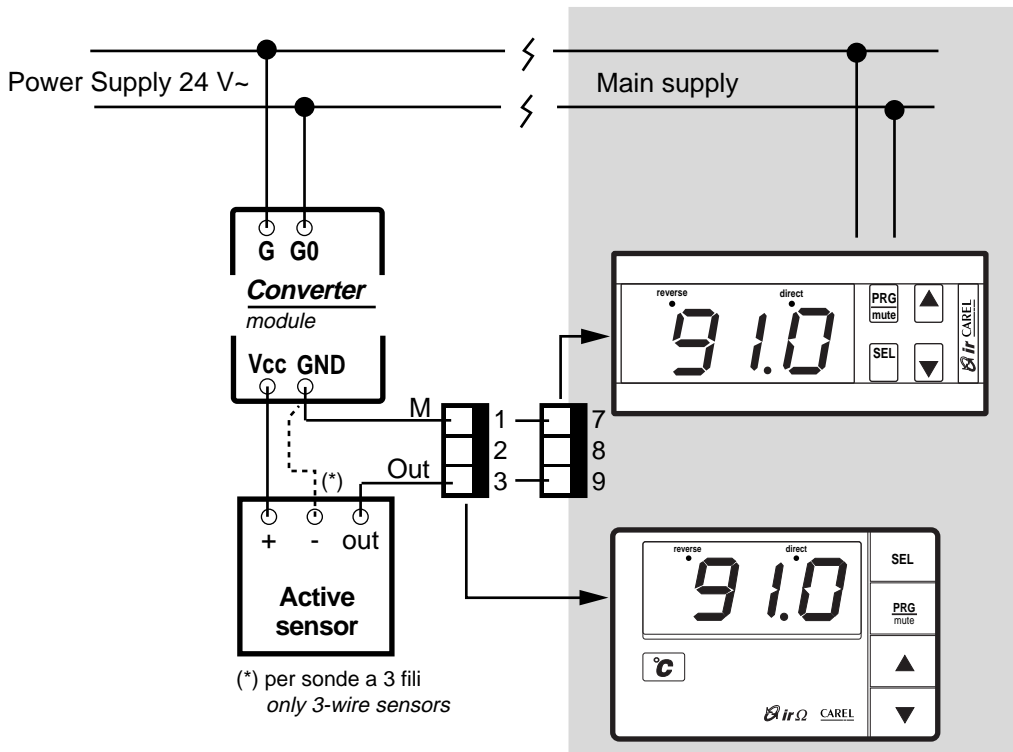 Power Supply 24 V~
Main supply
G G0
Converter
module
Vcc GND
M
Out
1
2
3
7
8
9
(*)
+ - out
Active
sensor
(*) per sonde a 3 fili
only 3-wire sensors
reverse
direct
91.0
PRG
mute
SEL
ir CAREL
reverse
direct
91.0
°C
irΩ CAREL
SEL
PRG
mute